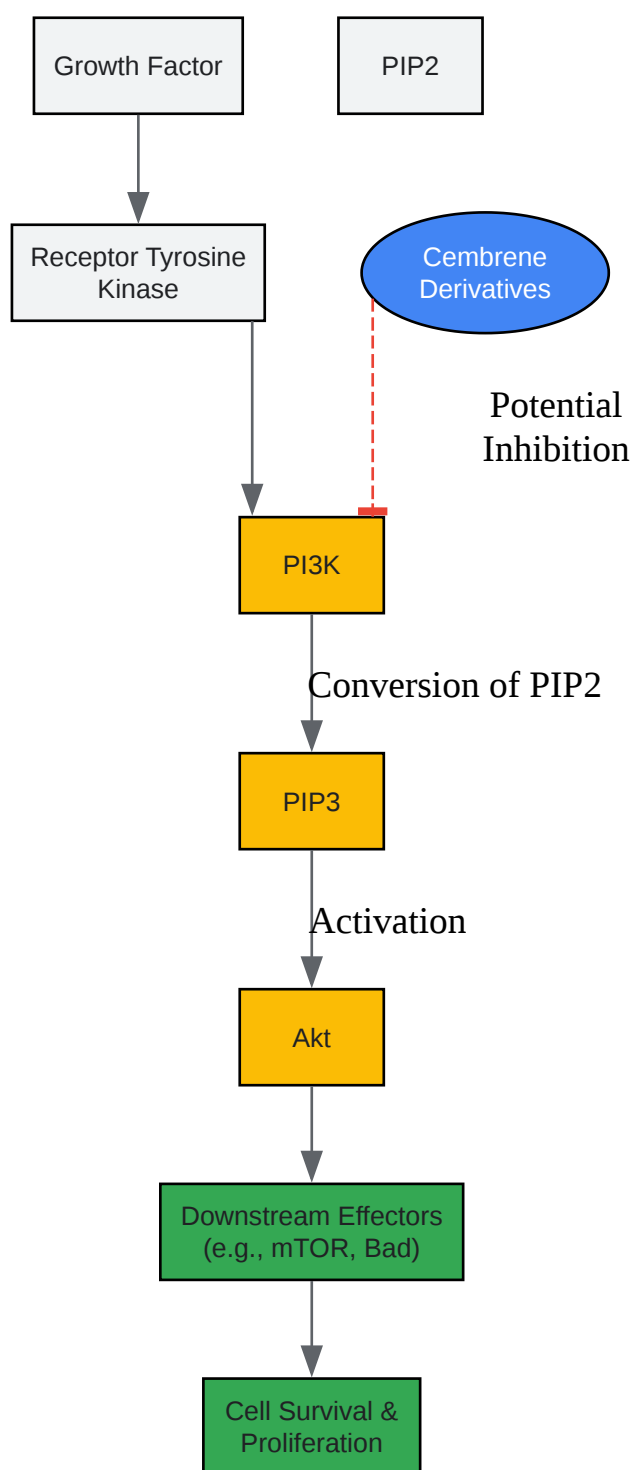 Growth Factor
PIP2
Receptor Tyrosine
Kinase
Cembrene
Derivatives
Potential
Inhibition
PI3K
Conversion of PIP2
PIP3
Activation
Akt
Downstream Effectors
(e.g., mTOR, Bad)
Cell Survival &
Proliferation